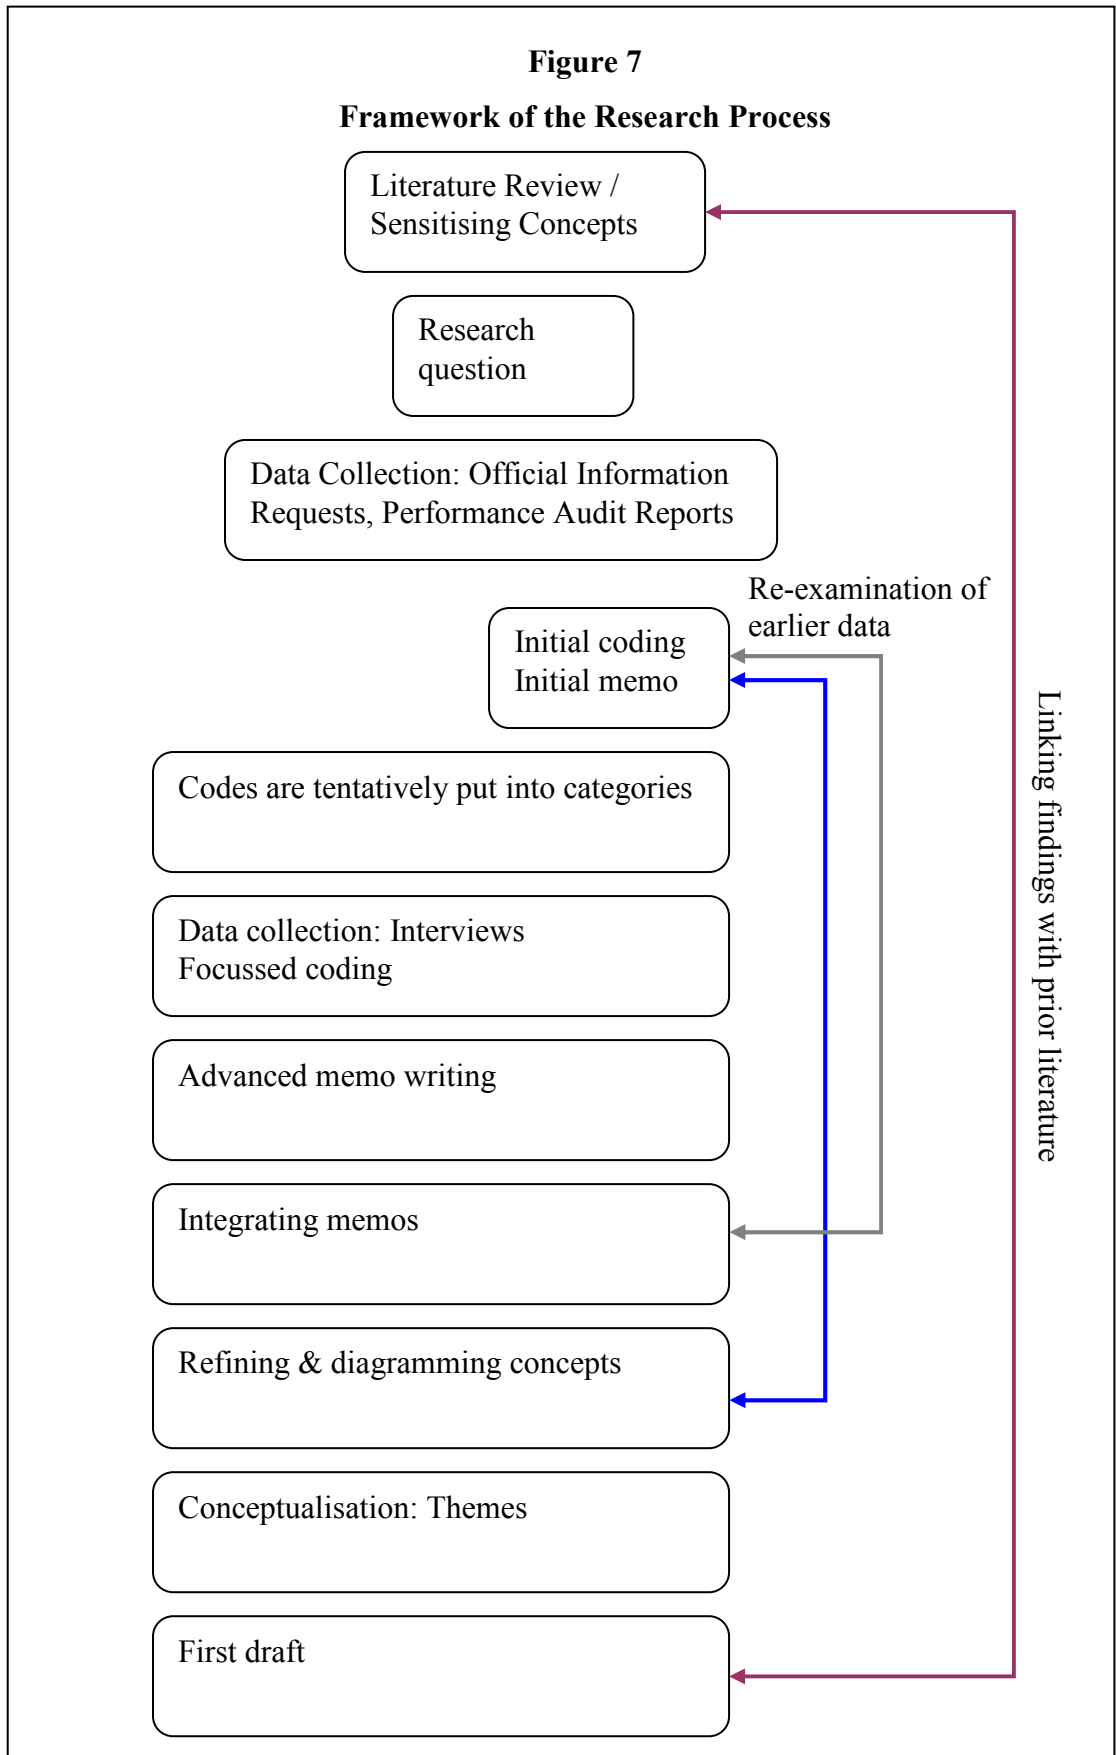 Figure 7
Framework of the Research Process
Literature Review /
Sensitising Concepts
Research
question
Data Collection: Official Information
Requests, Performance Audit Reports
Re-examination of
earlier data
Initial coding
Initial memo
Linking findings with prior literature
Codes are tentatively put into categories
Data collection: Interviews
Focussed coding
Advanced memo writing
Integrating memos
Refining & diagramming concepts
Conceptualisation: Themes
First draft